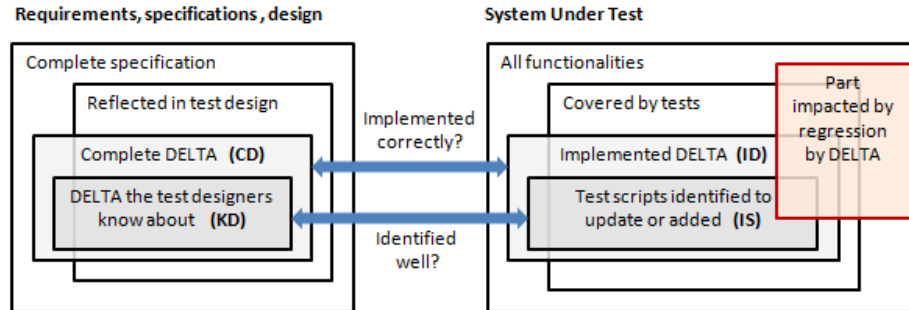 Requirements, specifications, design
System Under Test
Complete specification
Reflected in test design
Complete DELTA (CD)
DELTA the test designers
know about (KD)
Implemented
correctly?
Identified
well?
All functionalities
Covered by tests
Implemented DELTA (ID)
Test scripts identified to
update or added (IS)
Part
impacted by
regression
by DELTA